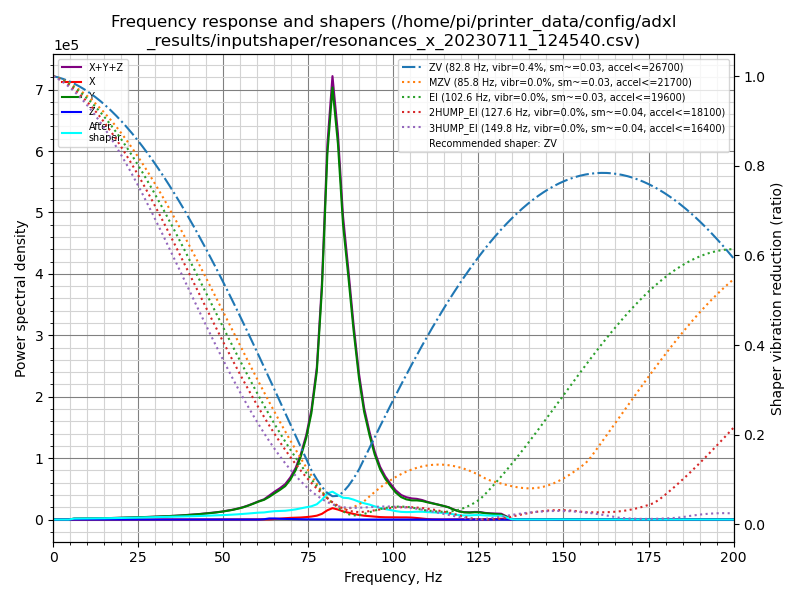 Frequency response and shapers (/home/pi/printer_data/config/adxl
_results/inputshaper/resonances_x_20230711_124540.csv)
1e5
X+Y+Z
X
Y
Z
After
shaper
ZV (82.8 Hz, vibr=0.4%, sm~=0.03, accel<=26700)
MZV (85.8 Hz, vibr=0.0%, sm~=0.03, accel<=21700)
EI (102.6 Hz, vibr=0.0%, sm~=0.03, accel<=19600)
2HUMP_EI (127.6 Hz, vibr=0.0%, sm~=0.04, accel<=18100)
3HUMP_EI (149.8 Hz, vibr=0.0%, sm~=0.04, accel<=16400)
Recommended shaper: ZV
Power spectral density
7
6
5
4
3
2
1
0
1.0
0.8
0.6
0.4
0.2
0.0
Shaper vibration reduction (ratio)
0 25 50 75 100 125 150 175 200
Frequency, Hz